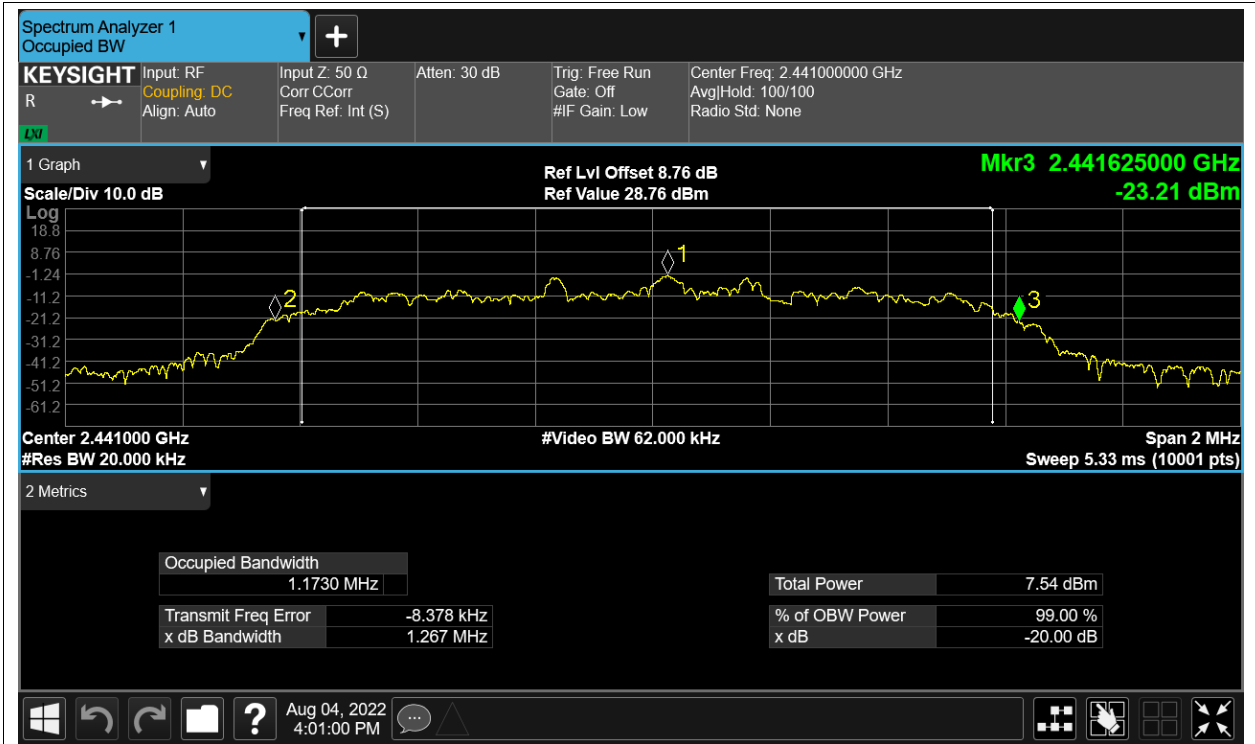 Spectrum Analyzer 1
Occupied BW
KEYSIGHT
R
LXI
Input: RF
Coupling: DC
Align: Auto
Input Z: 50 Ω
Corr CCorr
Freq Ref: Int (S)
Atten: 30 dB
Trig: Free Run
Gate: Off
#IF Gain: Low
Center Freq: 2.441000000 GHz
Avg|Hold: 100/100
Radio Std: None
1 Graph
Scale/Div 10.0 dB
Ref Lvl Offset 8.76 dB
Ref Value 28.76 dBm
Mkr3 2.441625000 GHz
-23.21 dBm
Log
18.8
8.76
-1.24
-11.2
-21.2
-31.2
-41.2
-51.2
-61.2
1
2
3
Center 2.441000 GHz
#Res BW 20.000 kHz
#Video BW 62.000 kHz
Span 2 MHz
Sweep 5.33 ms (10001 pts)
2 Metrics
Occupied Bandwidth
1.1730 MHz
Transmit Freq Error -8.378 kHz
x dB Bandwidth 1.267 MHz
Total Power 7.54 dBm
% of OBW Power 99.00 %
x dB -20.00 dB
?
Aug 04, 2022
4:01:00 PM